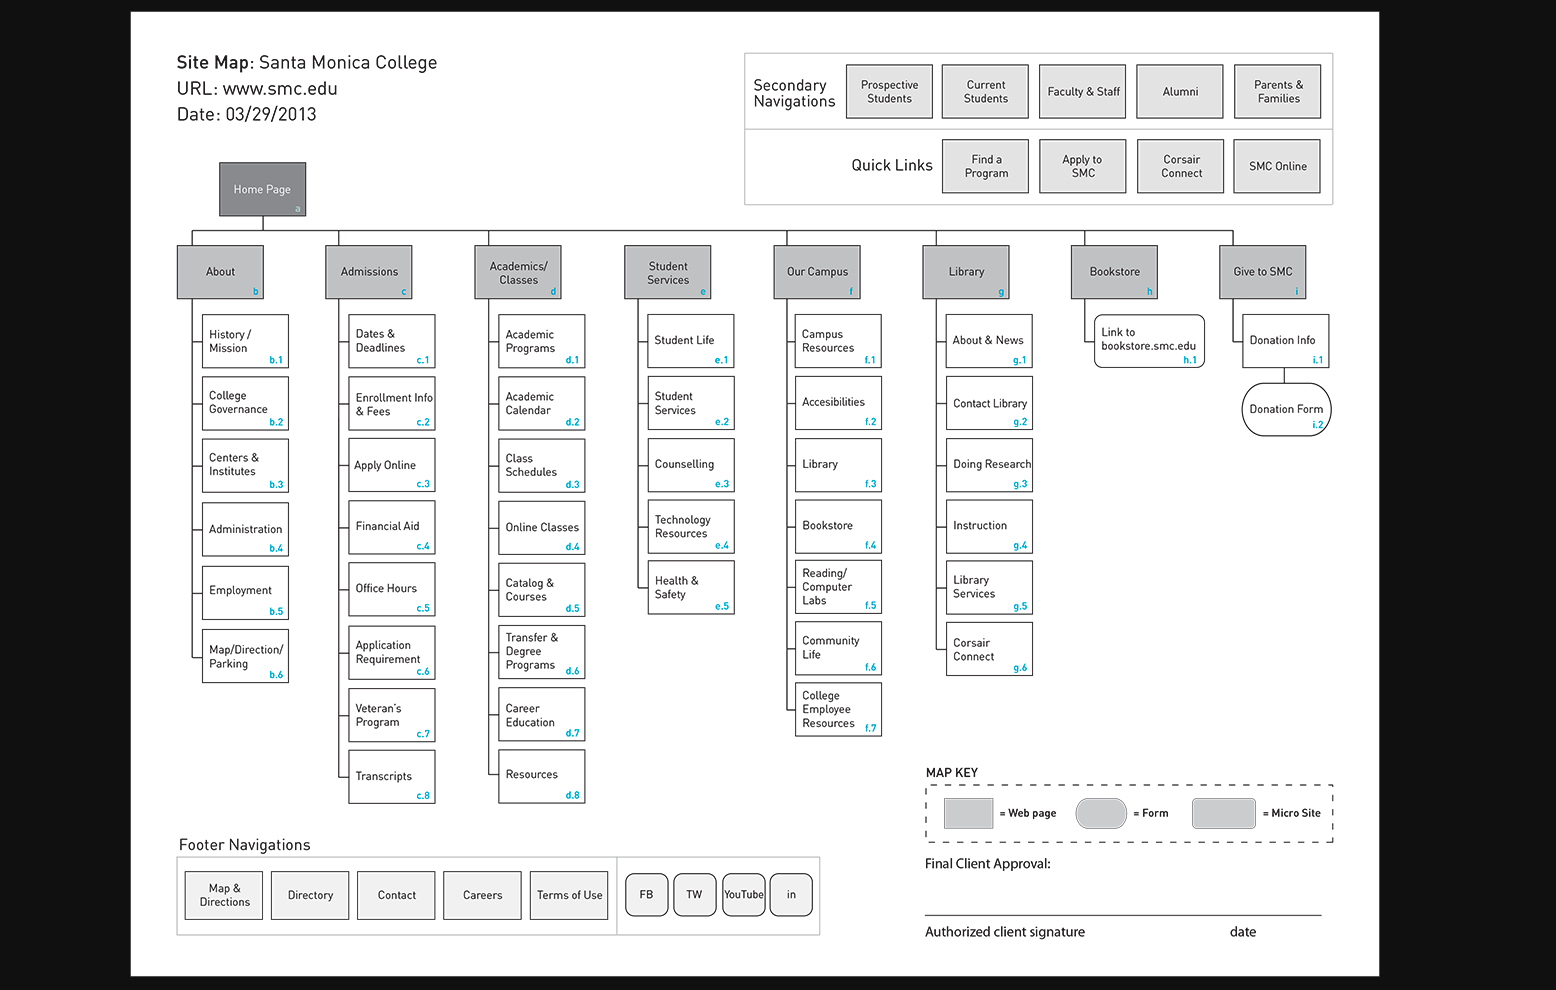 Site Map: Santa Monica College
URL: www.smc.edu
Date: 03/29/2013
Secondary
Navigations
Prospective
Students
Current
Students
Faculty & Staff
Alumni
Parents &
Families
Quick Links
Find a
Program
Apply to
SMC
Corsair
Connect
SMC Online
Home Page
a
About
b
History /
Mission
b.1
College
Governance
b.2
Centers &
Institutes
b.3
Administration
b.4
Employment
b.5
Map/Direction/
Parking
b.6
Admissions
c
Dates &
Deadlines
c.1
Enrollment Info
& Fees
c.2
Apply Online
c.3
Financial Aid
c.4
Office Hours
c.5
Application
Requirement
c.6
Veteran's
Program
c.7
Transcripts
c.8
Academics/
Classes
d
Academic
Programs
d.1
Academic
Calendar
d.2
Class
Schedules
d.3
Online Classes
d.4
Catalog &
Courses
d.5
Transfer &
Degree
Programs
d.6
Career
Education
d.7
Resources
d.8
Student
Services
e
Student Life
e.1
Student
Services
e.2
Counselling
e.3
Technology
Resources
e.4
Health &
Safety
e.5
Our Campus
f
Campus
Resources
f.1
Accesibilities
f.2
Library
f.3
Bookstore
f.4
Reading/
Computer
Labs
f.5
Community
Life
f.6
College
Employee
Resources
f.7
Library
g
About & News
g.1
Contact Library
g.2
Doing Research
g.3
Instruction
g.4
Library
Services
g.5
Corsair
Connect
g.6
Bookstore
h
Link to
bookstore.smc.edu
h.1
Give to SMC
i
Donation Info
i.1
Donation Form
i.2
MAP KEY
= Web page
= Form
= Micro Site
Final Client Approval:
Authorized client signature
date
Footer Navigations
Map &
Directions
Directory
Contact
Careers
Terms of Use
FB
TW
YouTube
in